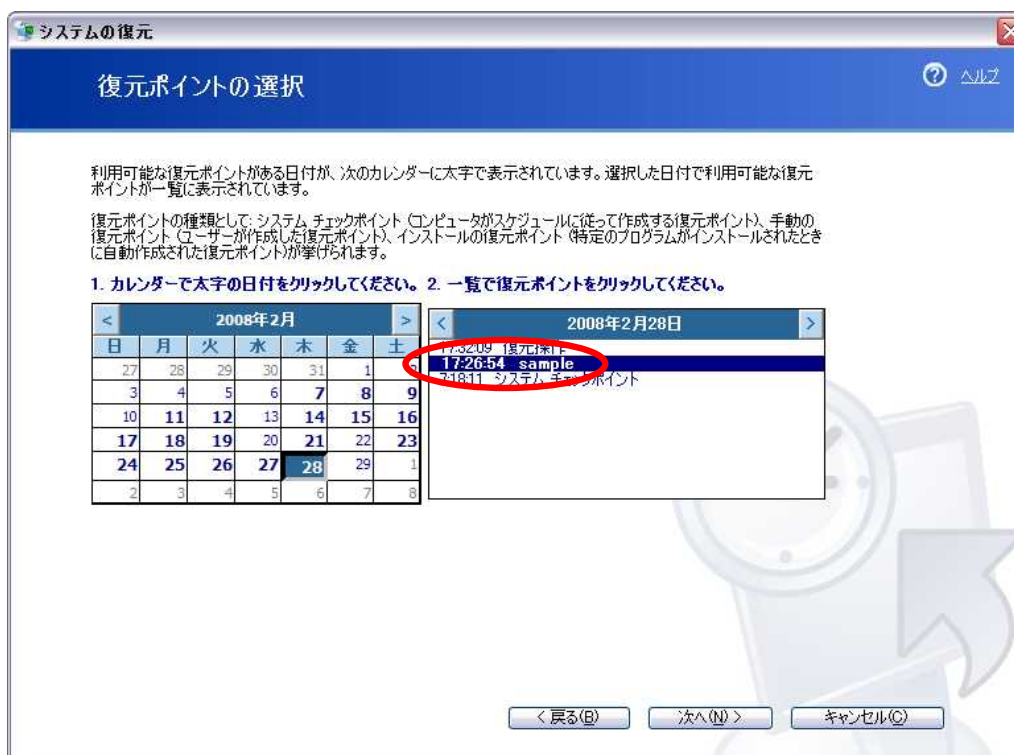 システムの復元
復元ポイントの選択
ヘルプ
利用可能な復元ポイントがある日付が、次のカレンダーに太字で表示されています。選択した日付で利用可能な復元
ポイントが一覧に表示されています。
復元ポイントの種類として: システム チェックポイント (コンピュータがスケジュールに従って作成する復元ポイント)、手動の
復元ポイント (ユーザーが作成した復元ポイント)、インストールの復元ポイント (特定のプログラムがインストールされたとき
に自動作成された復元ポイント)が挙げられます。
1. カレンダーで太字の日付をクリックしてください。 2. 一覧で復元ポイントをクリックしてください。
< 2008年2月 >
日 月 火 水 木 金 土
27 28 29 30 31 1 2
3 4 5 6 7 8 9
10 11 12 13 14 15 16
17 18 19 20 21 22 23
24 25 26 27 28 29 1
2 3 4 5 6 7 8
< 2008年2月28日 >
17:32:09 復元操作
17:26:54 sample
7:18:11 システム チェックポイント
< 戻る(B) 次へ(N) > キャンセル(C)